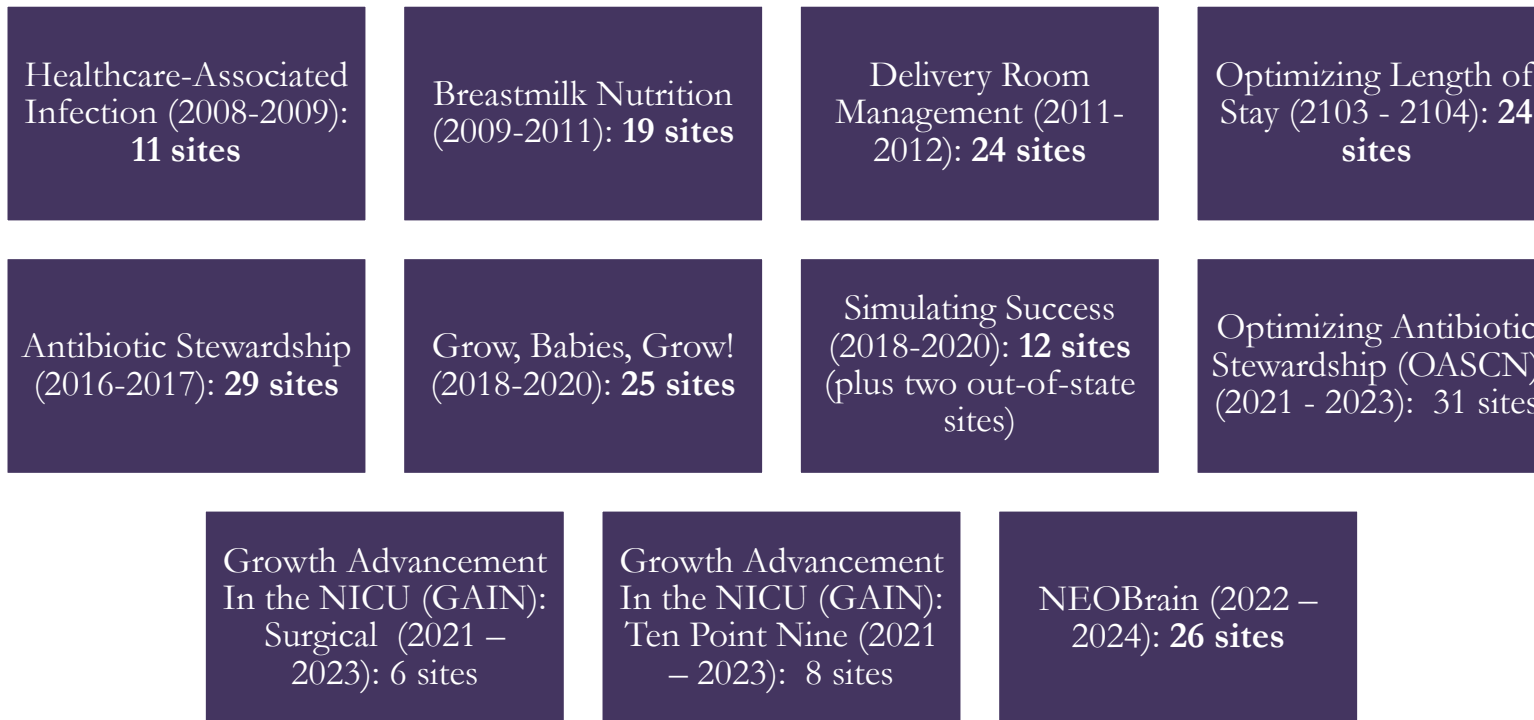 Healthcare-Associated
Infection (2008-2009):
11 sites
Breastmilk Nutrition
(2009-2011): 19 sites
Delivery Room
Management (2011-
2012): 24 sites
Optimizing Length of
Stay (2103 - 2104): 24
sites
Antibiotic Stewardship
(2016-2017): 29 sites
Grow, Babies, Grow!
(2018-2020): 25 sites
Simulating Success
(2018-2020): 12 sites
(plus two out-of-state
sites)
Optimizing Antibiotic
Stewardship (OASCN)
(2021 - 2023): 31 sites
Growth Advancement
In the NICU (GAIN):
Surgical (2021 –
2023): 6 sites
Growth Advancement
In the NICU (GAIN):
Ten Point Nine (2021
– 2023): 8 sites
NEOBrain (2022 –
2024): 26 sites